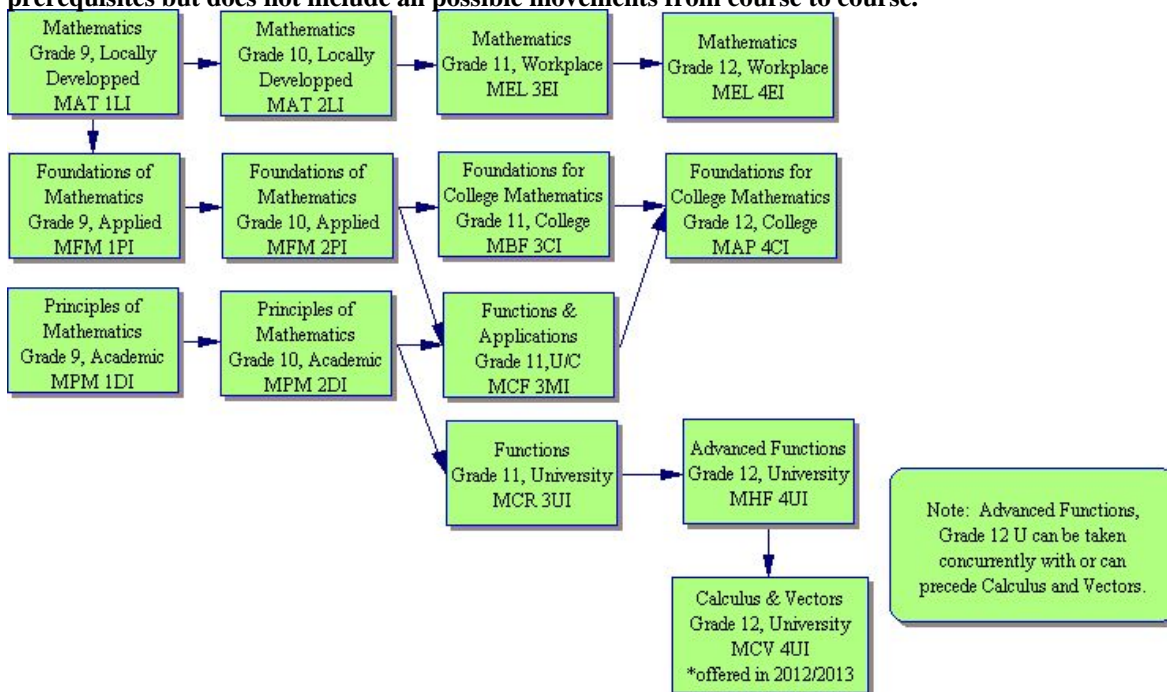 prerequisites but does not include all possible movements from course to course.
Mathematics
Grade 9, Locally
Developped
MAT 1LI
Mathematics
Grade 10, Locally
Developped
MAT 2LI
Mathematics
Grade 11, Workplace
MEL 3EI
Mathematics
Grade 12, Workplace
MEL 4EI
Foundations of
Mathematics
Grade 9, Applied
MFM 1PI
Foundations of
Mathematics
Grade 10, Applied
MFM 2PI
Foundations for
College Mathematics
Grade 11, College
MBF 3CI
Foundations for
College Mathematics
Grade 12, College
MAP 4CI
Principles of
Mathematics
Grade 9, Academic
MPM 1DI
Principles of
Mathematics
Grade 10, Academic
MPM 2DI
Functions &
Applications
Grade 11,U/C
MCF 3MI
Functions
Grade 11, University
MCR 3UI
Advanced Functions
Grade 12, University
MHF 4UI
Note: Advanced Functions,
Grade 12 U can be taken
concurrently with or can
precede Calculus and Vectors.
Calculus & Vectors
Grade 12, University
MCV 4UI
*offered in 2012/2013